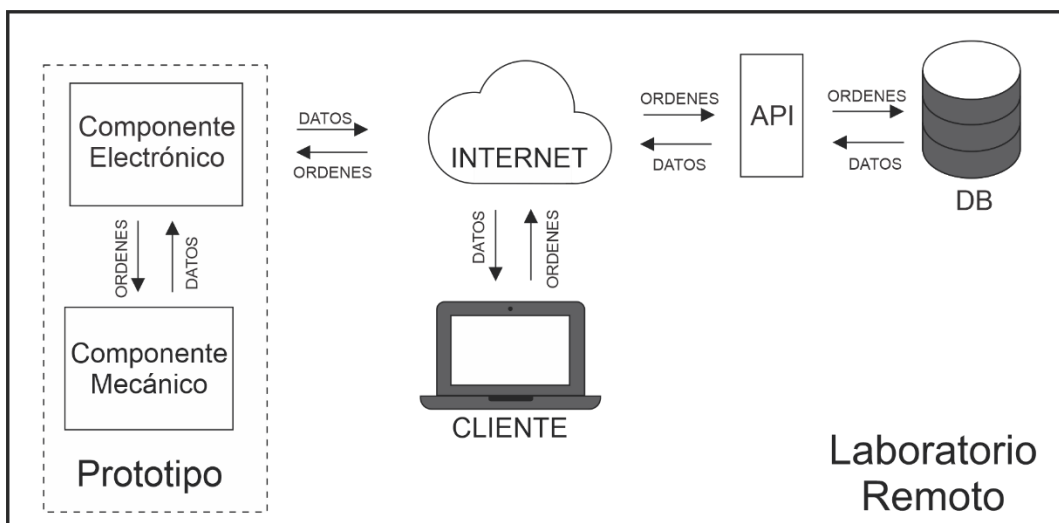 Componente
Electrónico
DATOS
ORDENES
ORDENES
DATOS
Componente
Mecánico
Prototipo
INTERNET
DATOS
ORDENES
CLIENTE
ORDENES
DATOS
API
ORDENES
DATOS
DB
Laboratorio
Remoto